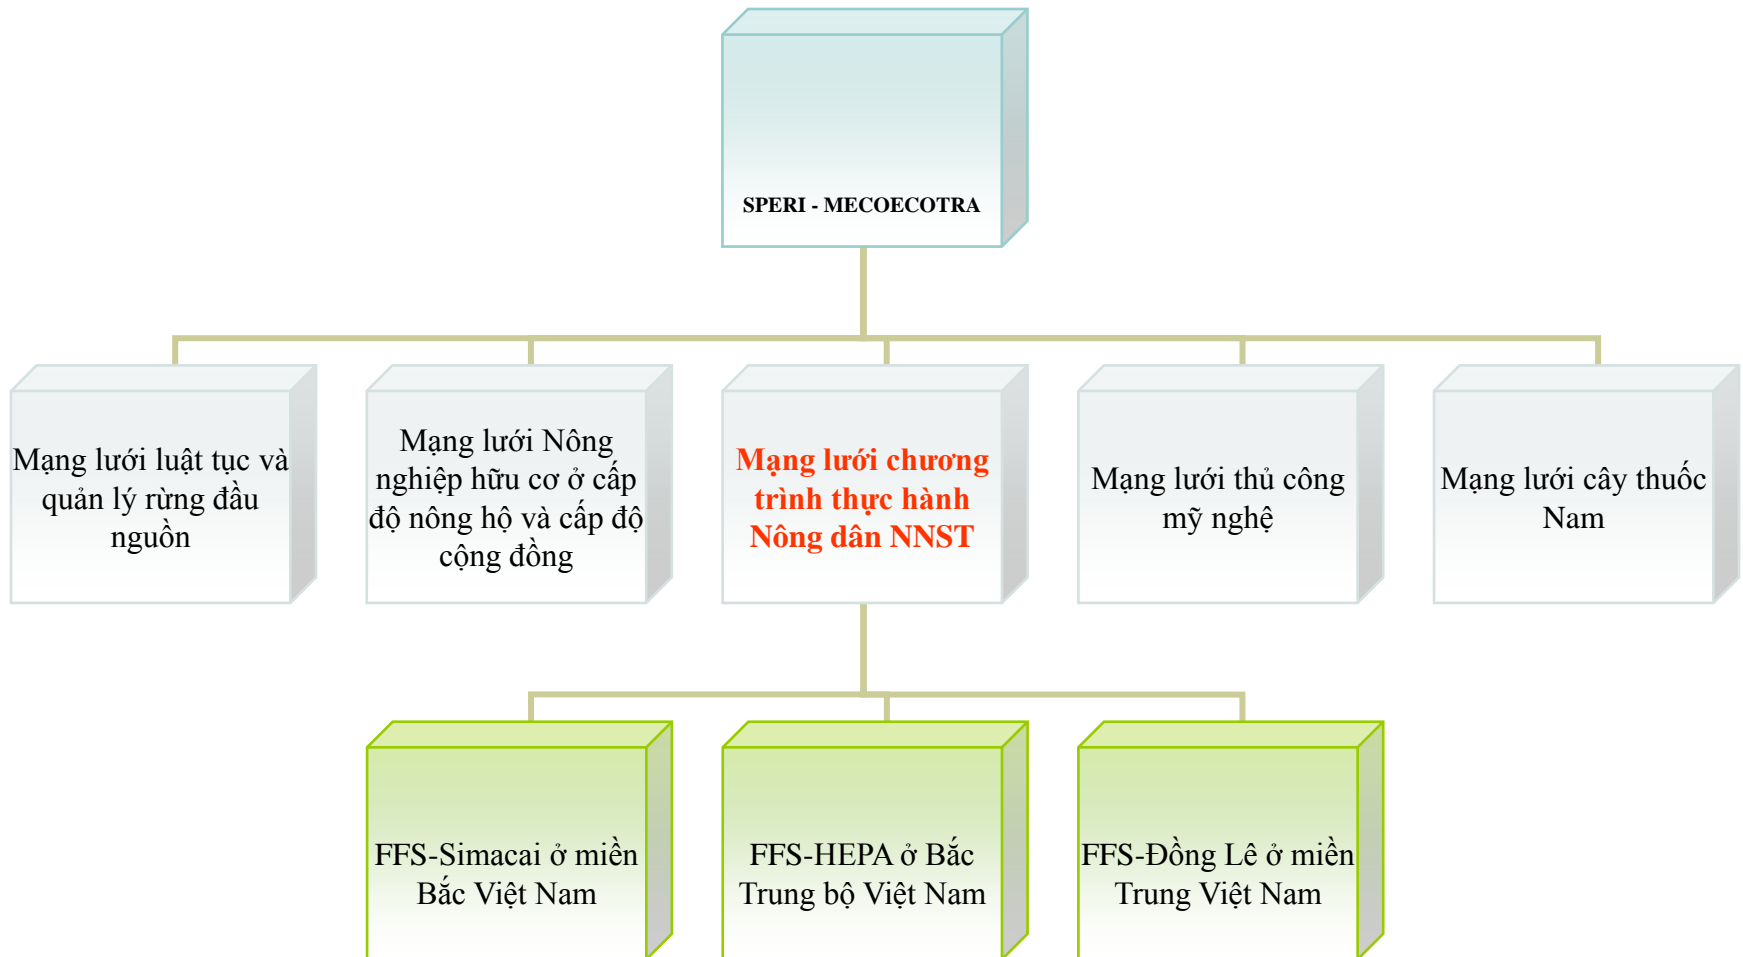 SPERI - MECOECOTRA
Mạng lưới luật tục và
quản lý rừng đầu
nguồn
Mạng lưới Nông
nghiệp hữu cơ ở cấp
độ nông hộ và cấp độ
cộng đồng
Mạng lưới chương
trình thực hành
Nông dân NNST
Mạng lưới thủ công
mỹ nghệ
Mạng lưới cây thuốc
Nam
FFS-Simacai ở miền
Bắc Việt Nam
FFS-HEPA ở Bắc
Trung bộ Việt Nam
FFS-Đồng Lê ở miền
Trung Việt Nam